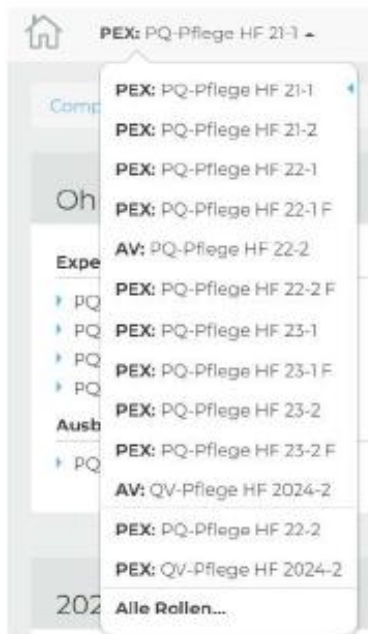 PEX: PQ-Pflege HF 21-1
Comp
PEX: PQ-Pflege HF 21-1
PEX: PQ-Pflege HF 21-2
PEX: PQ-Pflege HF 22-1
Oh
PEX: PQ-Pflege HF 22-1 F
AV: PQ-Pflege HF 22-2
Expe
PEX: PQ-Pflege HF 22-2 F
PQ
PEX: PQ-Pflege HF 23-1
PQ
PEX: PQ-Pflege HF 23-1 F
PQ
PQ
PEX: PQ-Pflege HF 23-2
Ausb
PEX: PQ-Pflege HF 23-2 F
PQ
AV: QV-Pflege HF 2024-2
PEX: PQ-Pflege HF 22-2
PEX: QV-Pflege HF 2024-2
202
Alle Rollen...